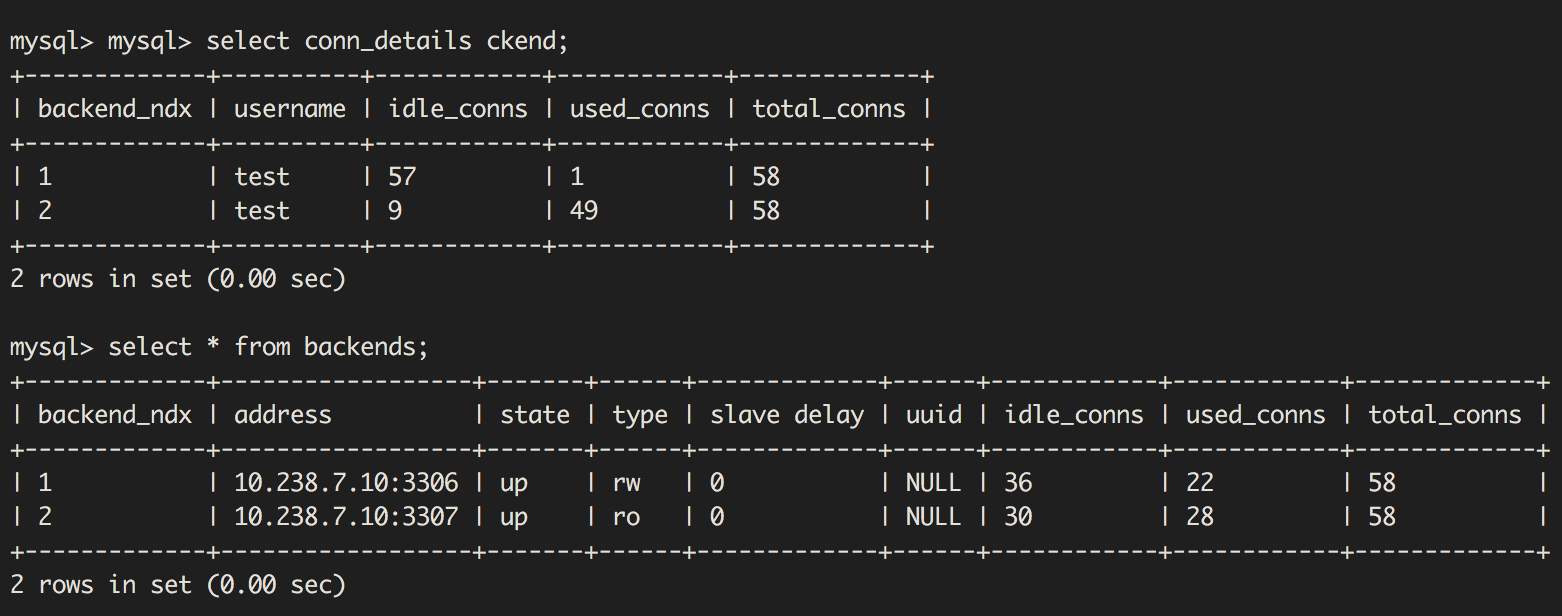 mysql> mysql> select conn_details ckend;
+-------------+----------+------------+------------+-------------+
| backend_ndx | username | idle_conns | used_conns | total_conns |
+-------------+----------+------------+------------+-------------+
| 1           | test     | 57         | 1          | 58          |
| 2           | test     | 9          | 49         | 58          |
+-------------+----------+------------+------------+-------------+
2 rows in set (0.00 sec)

mysql> select * from backends;
+-------------+------------------+-------+------+-------------+------+------------+------------+-------------+
| backend_ndx | address          | state | type | slave delay | uuid | idle_conns | used_conns | total_conns |
+-------------+------------------+-------+------+-------------+------+------------+------------+-------------+
| 1           | 10.238.7.10:3306 | up    | rw   | 0           | NULL | 36         | 22         | 58          |
| 2           | 10.238.7.10:3307 | up    | ro   | 0           | NULL | 30         | 28         | 58          |
+-------------+------------------+-------+------+-------------+------+------------+------------+-------------+
2 rows in set (0.00 sec)